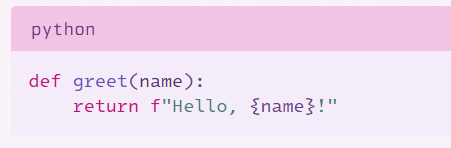 python
def greet(name):
    return f"Hello, {name}!"